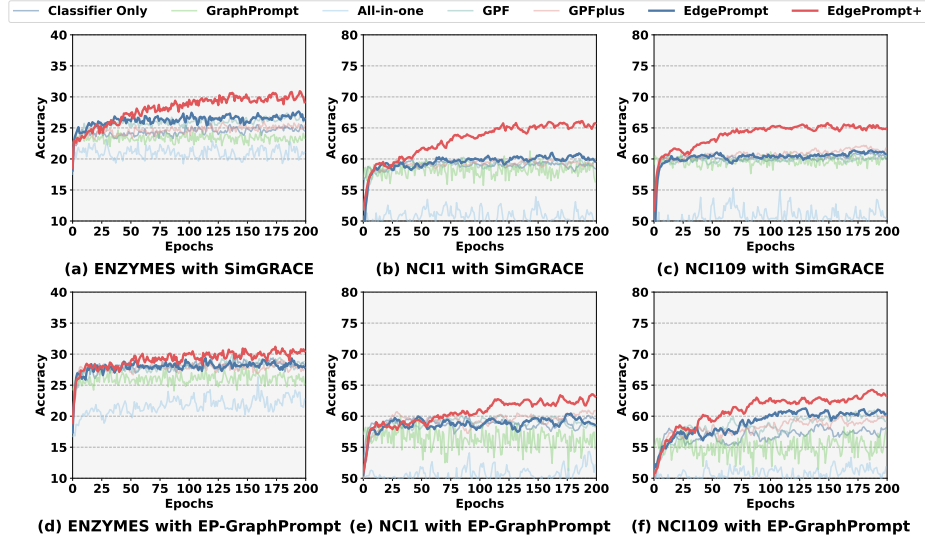 Classifier Only GraphPrompt All-in-one GPF GPFplus EdgePrompt EdgePrompt+
40 35 30 25 20 15 10
Accuracy
0 25 50 75 100 125 150 175 200
Epochs
(a) ENZYMES with SimGRACE
80 75 70 65 60 55 50
Accuracy
0 25 50 75 100 125 150 175 200
Epochs
(b) NCI1 with SimGRACE
80 75 70 65 60 55 50
Accuracy
0 25 50 75 100 125 150 175 200
Epochs
(c) NCI109 with SimGRACE
40 35 30 25 20 15 10
Accuracy
0 25 50 75 100 125 150 175 200
Epochs
(d) ENZYMES with EP-GraphPrompt
80 75 70 65 60 55 50
Accuracy
0 25 50 75 100 125 150 175 200
Epochs
(e) NCI1 with EP-GraphPrompt
80 75 70 65 60 55 50
Accuracy
0 25 50 75 100 125 150 175 200
Epochs
(f) NCI109 with EP-GraphPrompt